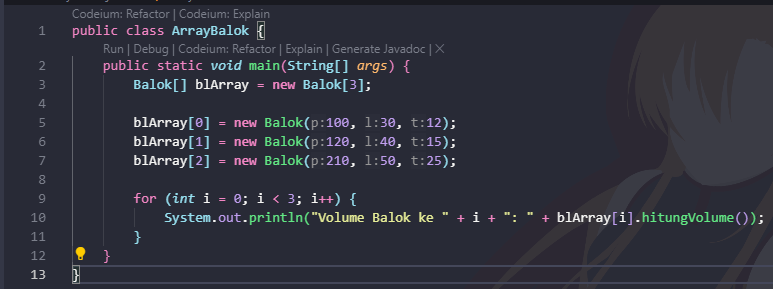 Codeium: Refactor | Codeium: Explain
1 public class ArrayBalok {
Run | Debug | Codeium: Refactor | Explain | Generate Javadoc | ×
2 public static void main(String[] args) {
3 Balok[] blArray = new Balok[3];
4
5 blArray[0] = new Balok(p:100, l:30, t:12);
6 blArray[1] = new Balok(p:120, l:40, t:15);
7 blArray[2] = new Balok(p:210, l:50, t:25);
8
9 for (int i = 0; i < 3; i++) {
10 System.out.println("Volume Balok ke " + i + ": " + blArray[i].hitungVolume());
11 }
12 }
13 }